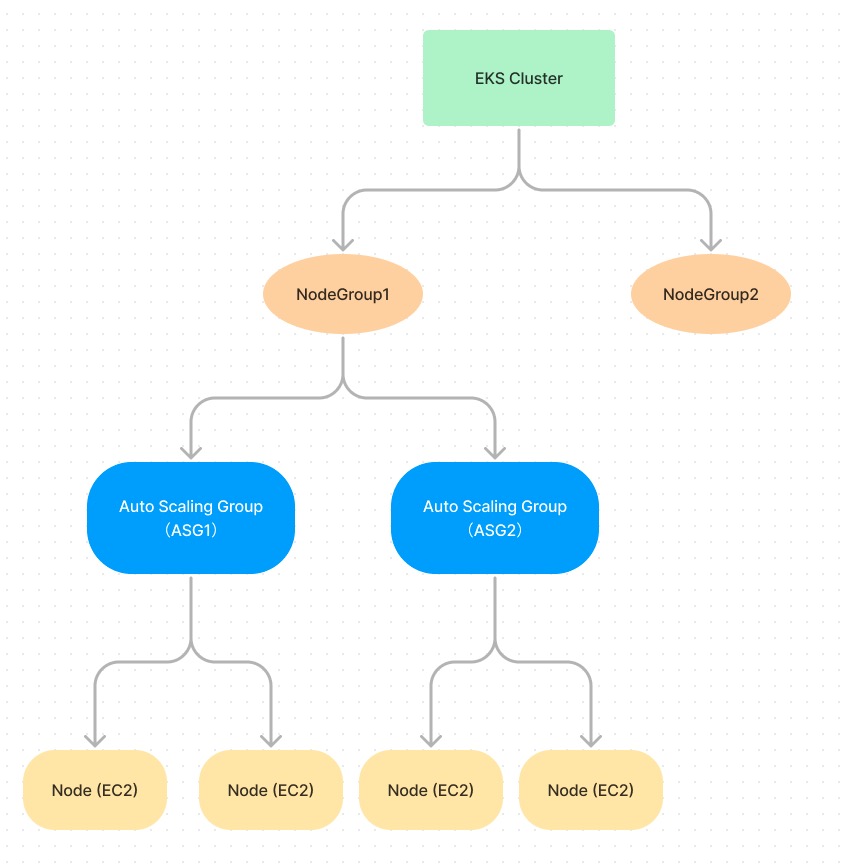 EKS Cluster
NodeGroup1
NodeGroup2
Auto Scaling Group
（ASG1）
Auto Scaling Group
（ASG2）
Node (EC2)
Node (EC2)
Node (EC2)
Node (EC2)